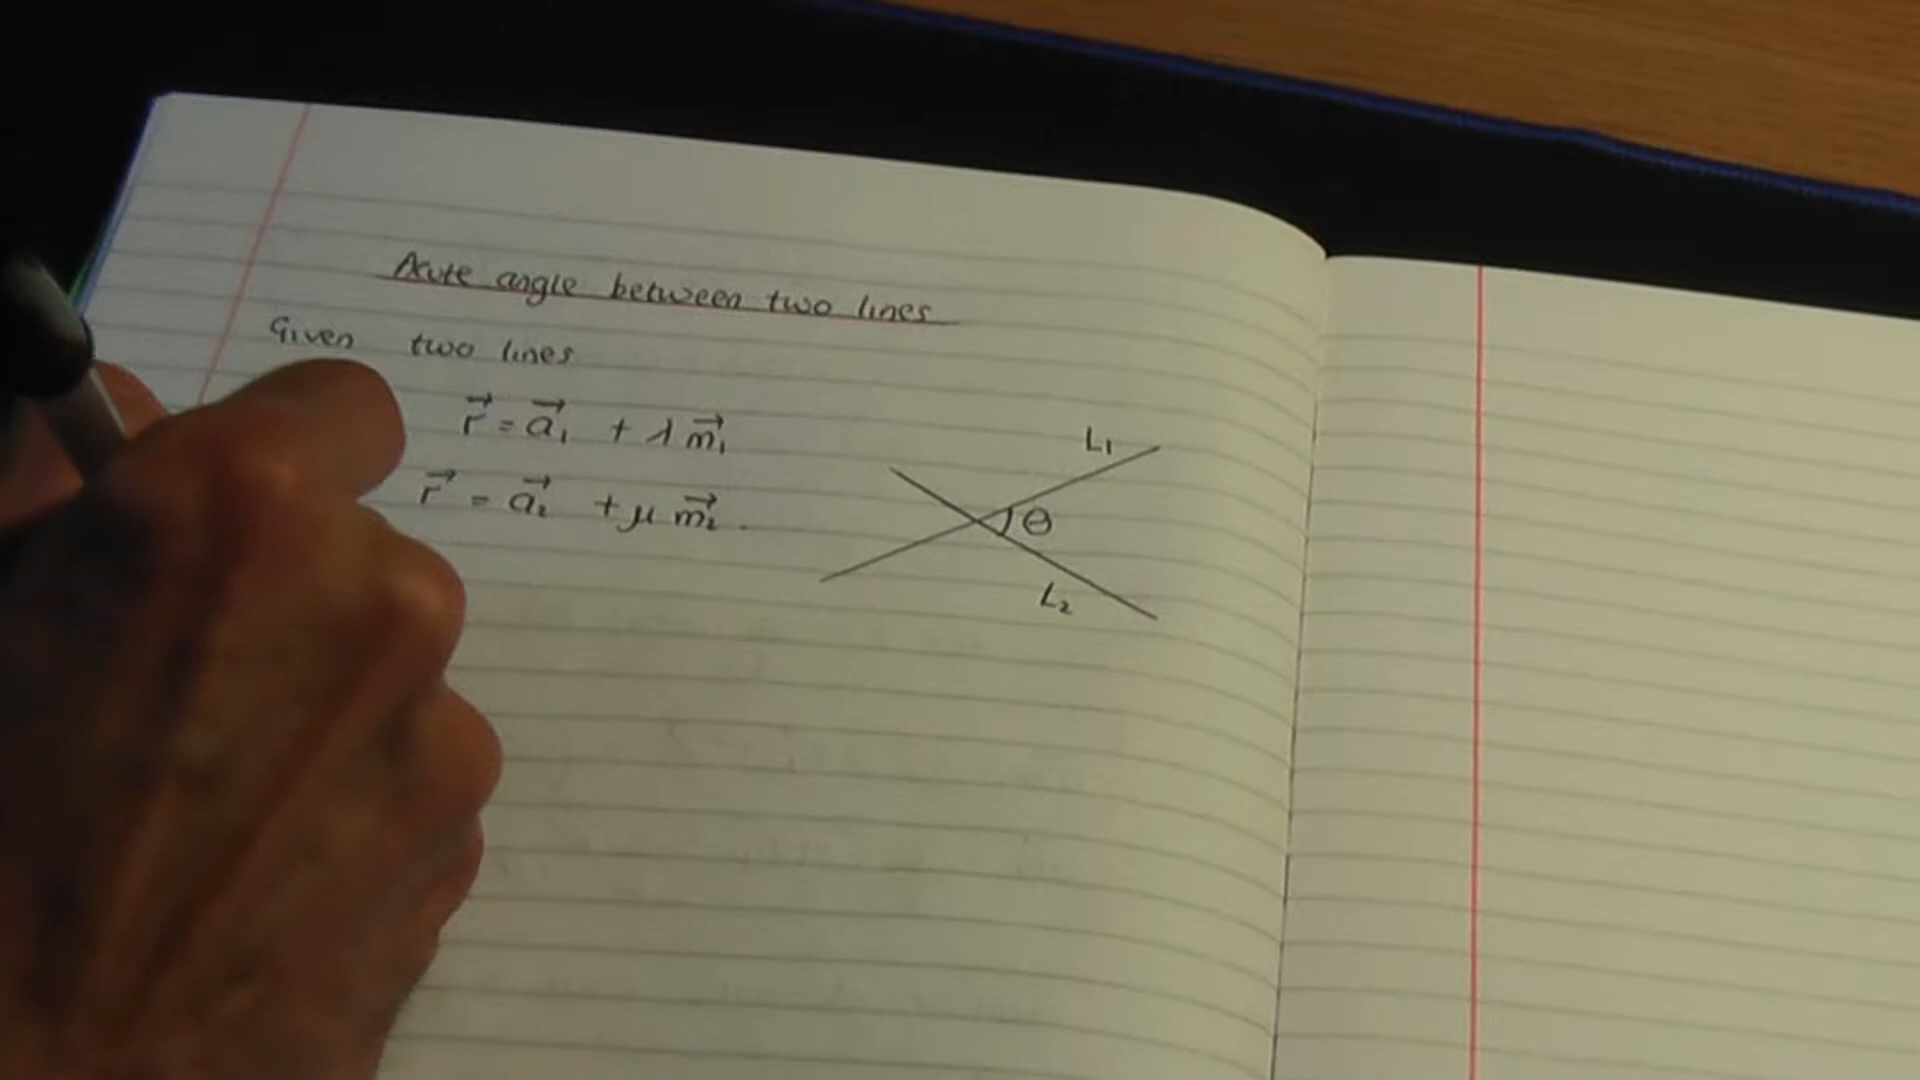 Acute angle between two lines
Given two lines
r⃗ = a⃗₁ + λ m⃗₁
r⃗ = a⃗₂ + μ m⃗₂.
L₁
θ
L₂